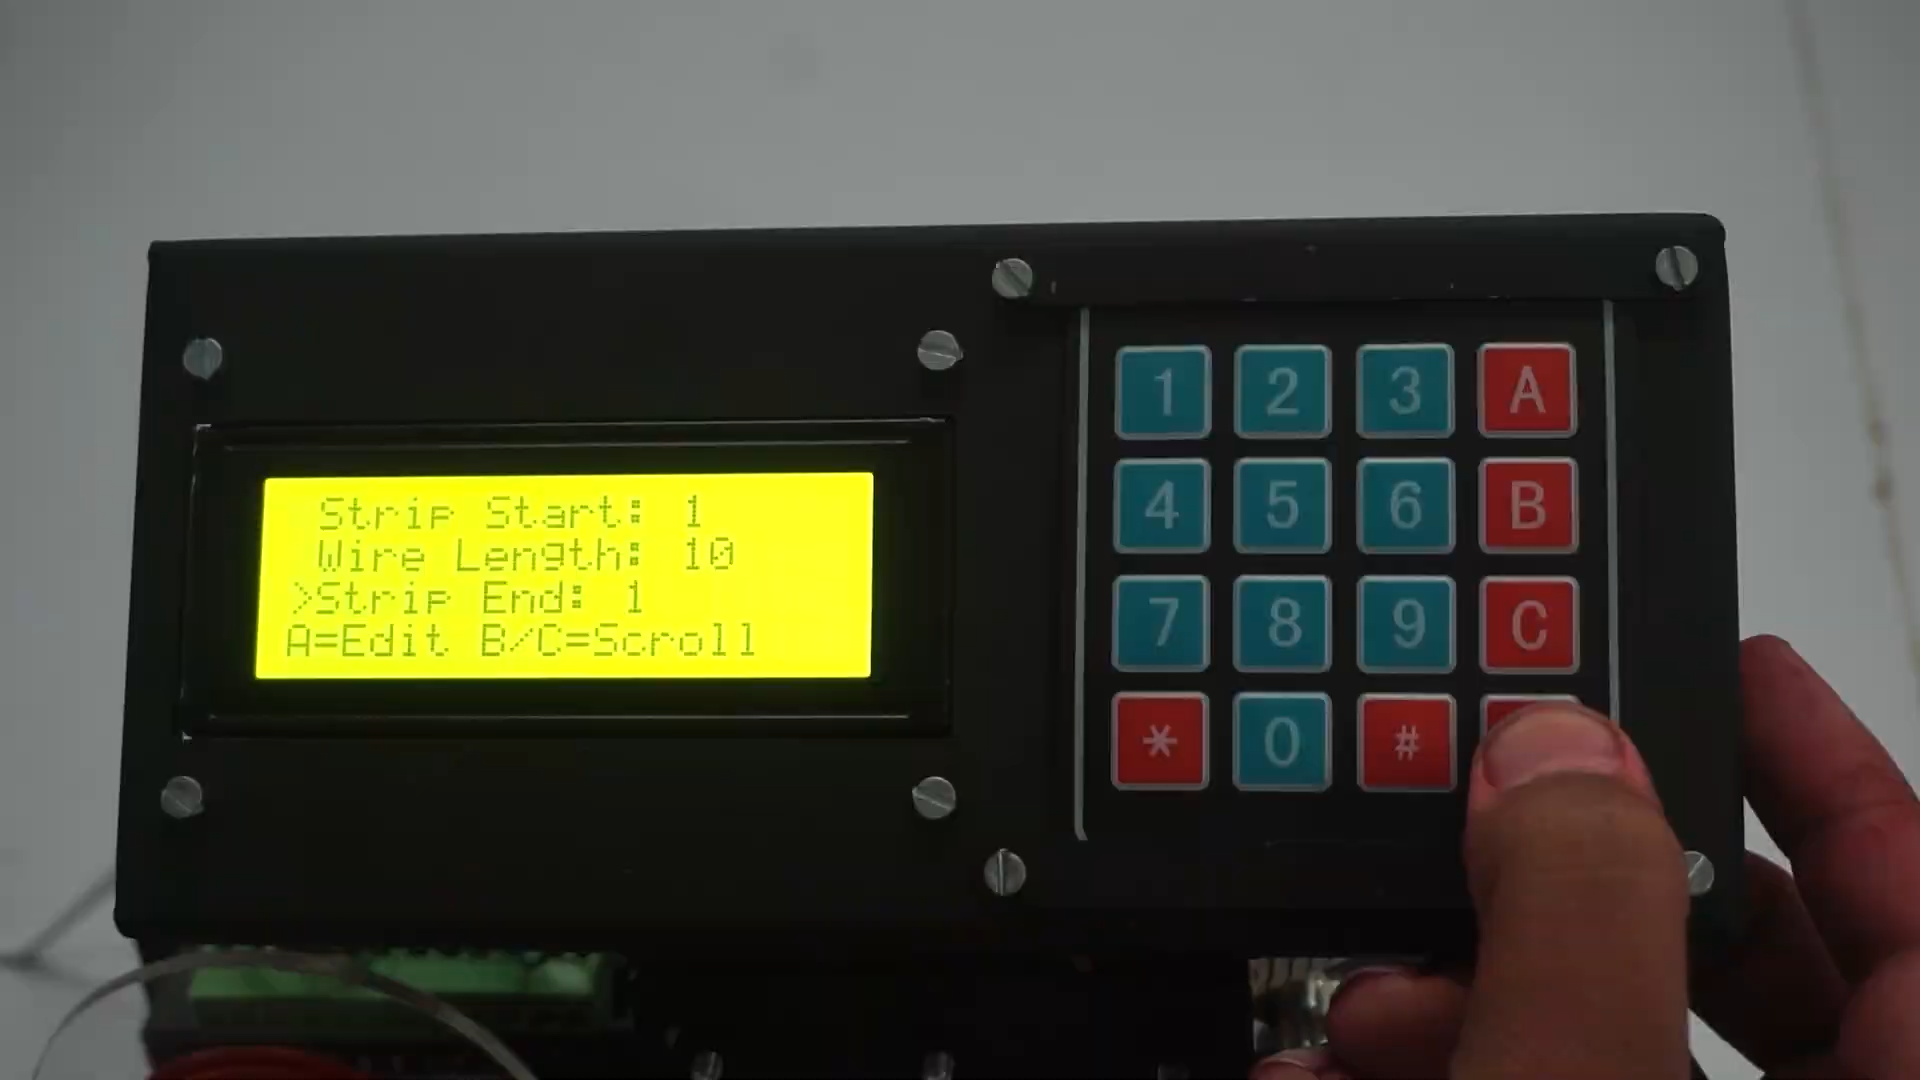 Strip Start: 1
Wire Length: 10
>Strip End: 1
A=Edit B/C=Scroll
1 2 3 A
4 5 6 B
7 8 9 C
* 0 #